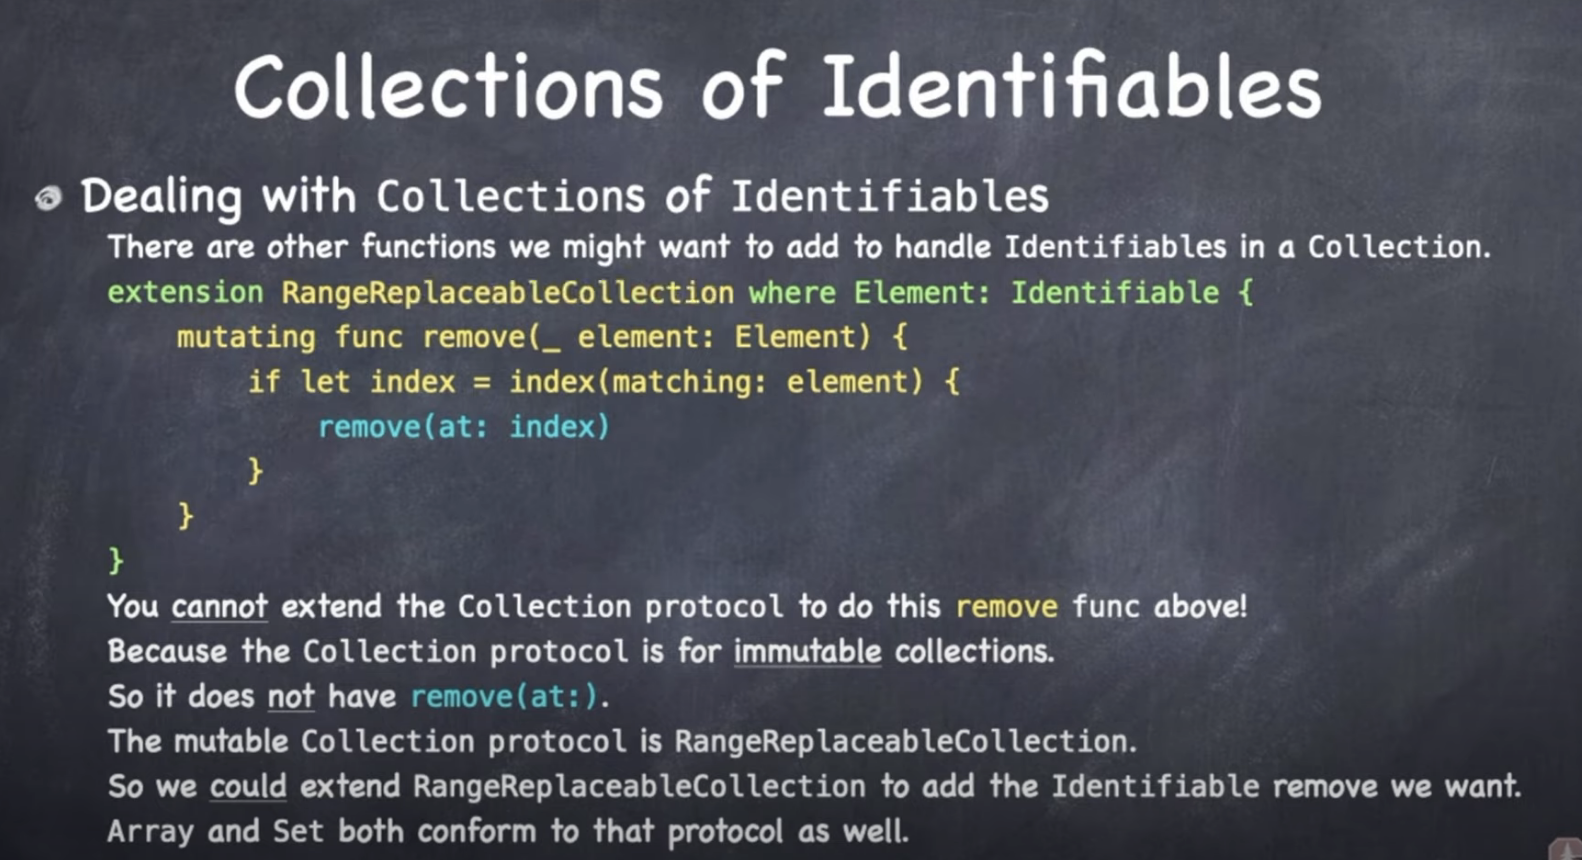 Collections of Identifiables
Dealing with Collections of Identifiables
There are other functions we might want to add to handle Identifiables in a Collection.
extension RangeReplaceableCollection where Element: Identifiable {
    mutating func remove(_ element: Element) {
        if let index = index(matching: element) {
            remove(at: index)
        }
    }
}
You cannot extend the Collection protocol to do this remove func above!
Because the Collection protocol is for immutable collections.
So it does not have remove(at:).
The mutable Collection protocol is RangeReplaceableCollection.
So we could extend RangeReplaceableCollection to add the Identifiable remove we want.
Array and Set both conform to that protocol as well.